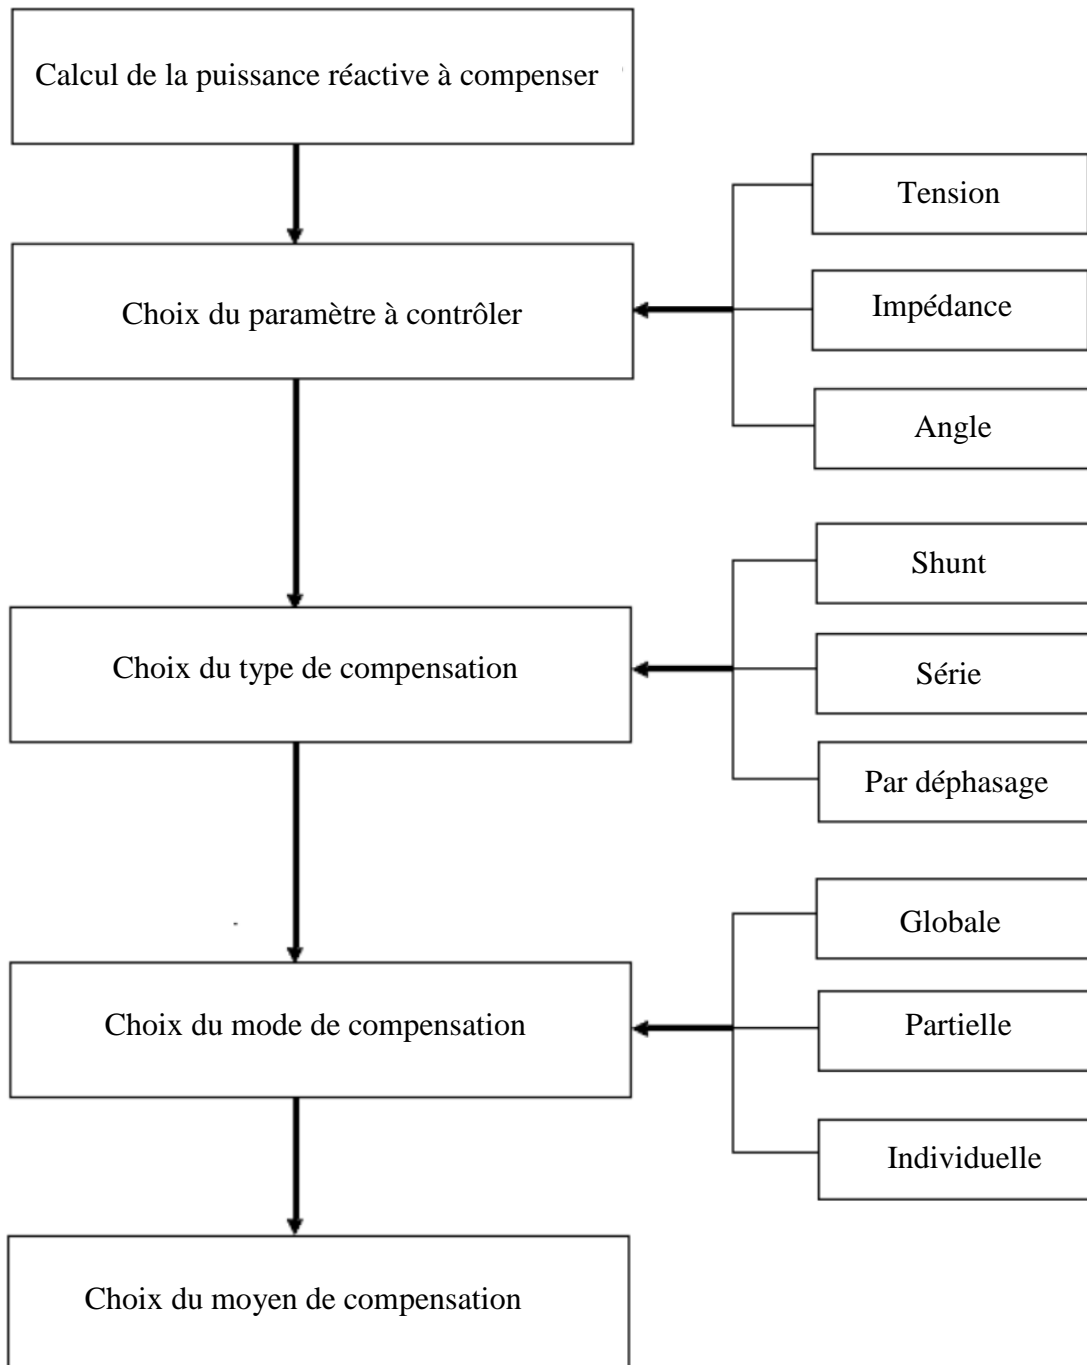 Calcul de la puissance réactive à compenser
Tension
Choix du paramètre à contrôler
Impédance
Angle
Shunt
Choix du type de compensation
Série
Par déphasage
Globale
Choix du mode de compensation
Partielle
Individuelle
Choix du moyen de compensation